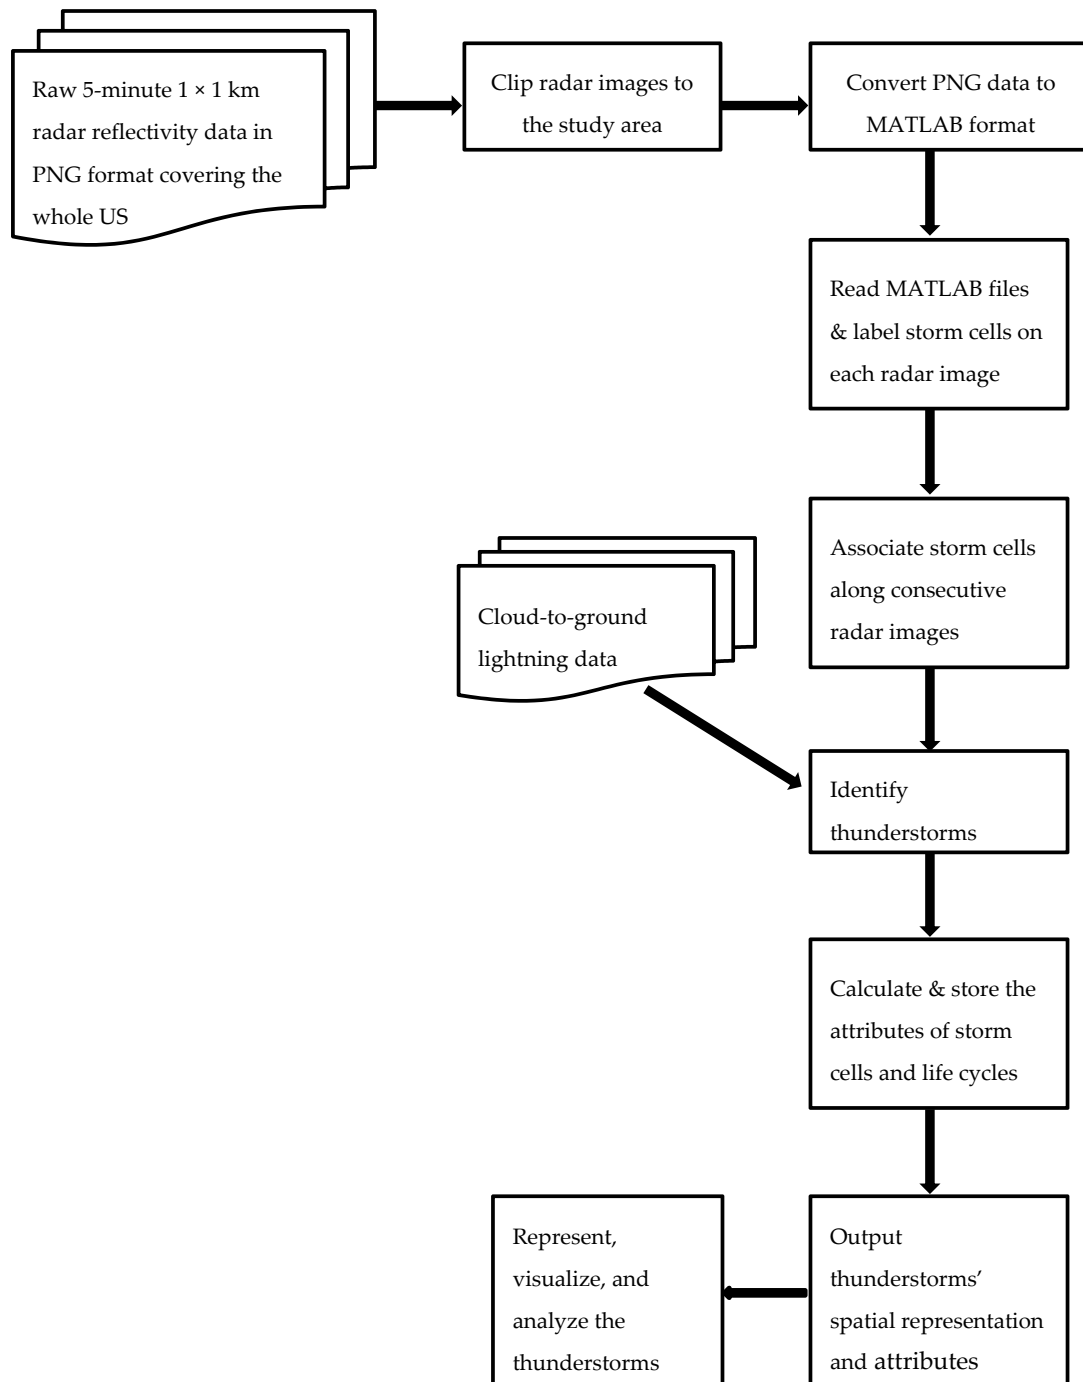 Raw 5-minute 1 × 1 km
radar reflectivity data in
PNG format covering the
whole US
Clip radar images to
the study area
Convert PNG data to
MATLAB format
Read MATLAB files
& label storm cells on
each radar image
Associate storm cells
along consecutive
radar images
Cloud-to-ground
lightning data
Identify
thunderstorms
Calculate & store the
attributes of storm
cells and life cycles
Output
thunderstorms’
spatial representation
and attributes
Represent,
visualize, and
analyze the
thunderstorms